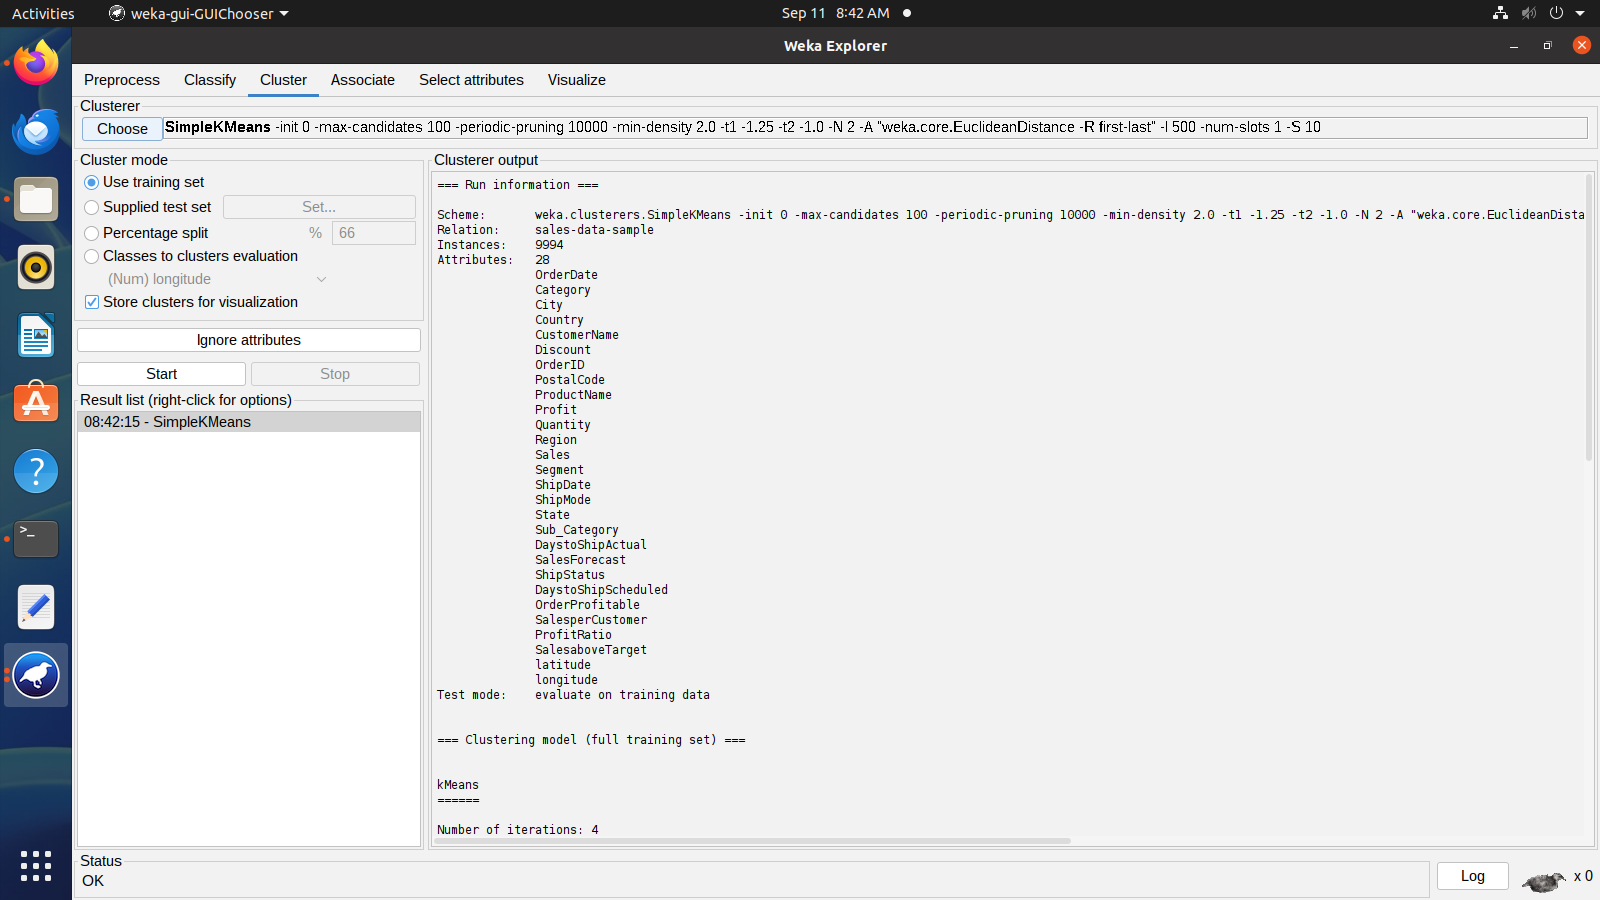 Activities
weka-gui-GUIChooser
Sep 11 8:42 AM
Weka Explorer
Preprocess
Classify
Cluster
Associate
Select attributes
Visualize
Clusterer
Choose
SimpleKMeans -init 0 -max-candidates 100 -periodic-pruning 10000 -min-density 2.0 -t1 -1.25 -t2 -1.0 -N 2 -A "weka.core.EuclideanDistance -R first-last" -I 500 -num-slots 1 -S 10
Cluster mode
Use training set
Supplied test set
Set...
Percentage split
%
66
Classes to clusters evaluation
(Num) longitude
Store clusters for visualization
Ignore attributes
Start
Stop
Result list (right-click for options)
08:42:15 - SimpleKMeans
Clusterer output
=== Run information ===
Scheme: weka.clusterers.SimpleKMeans -init 0 -max-candidates 100 -periodic-pruning 10000 -min-density 2.0 -t1 -1.25 -t2 -1.0 -N 2 -A "weka.core.EuclideanDista
Relation: sales-data-sample
Instances: 9994
Attributes: 28
OrderDate
Category
City
Country
CustomerName
Discount
OrderID
PostalCode
ProductName
Profit
Quantity
Region
Sales
Segment
ShipDate
ShipMode
State
Sub_Category
DaystoShipActual
SalesForecast
ShipStatus
DaystoShipScheduled
OrderProfitable
SalesperCustomer
ProfitRatio
SalesaboveTarget
latitude
longitude
Test mode: evaluate on training data
=== Clustering model (full training set) ===
kMeans
======
Number of iterations: 4
Status
OK
Log
x 0